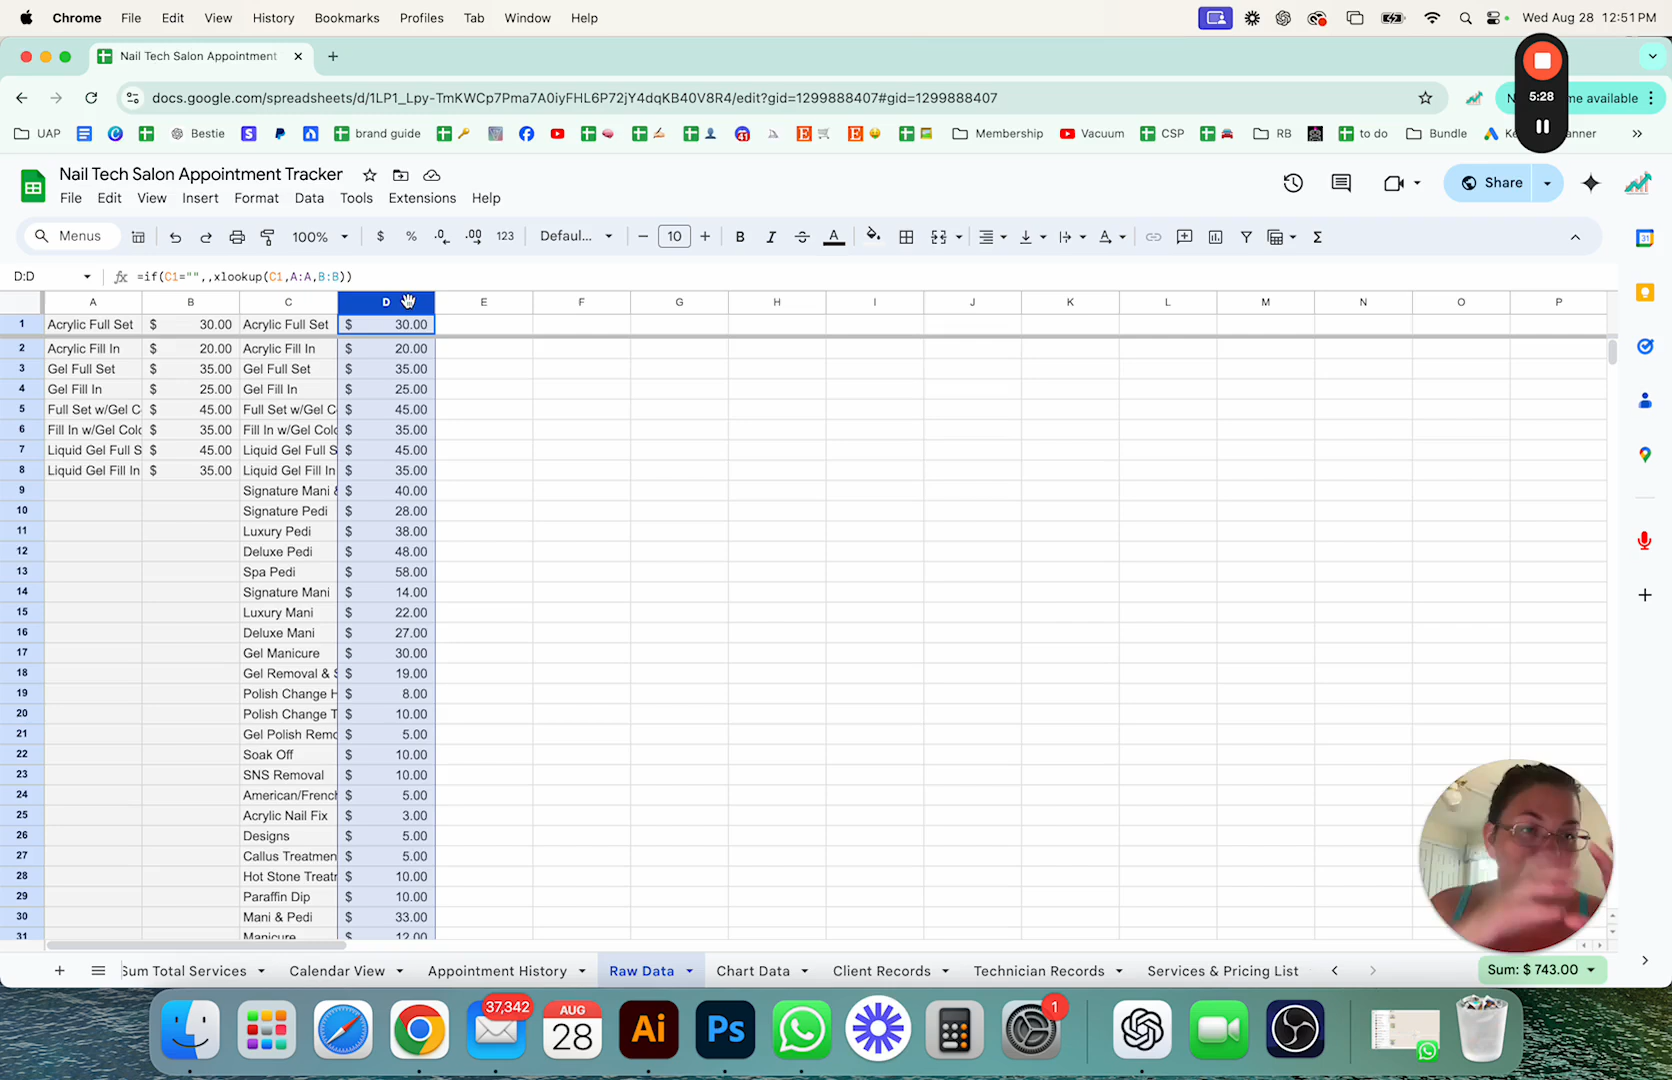 Chrome File Edit View History Bookmarks Profiles Tab Window Help Wed Aug 28 12:51 PM
Nail Tech Salon Appointment
docs.google.com/spreadsheets/d/1LP1_Lpy-TmKWCp7Pma7A0iyFHL6P72jY4dqKB40V8R4/edit?gid=1299888407#gid=1299888407
me available
5:28
UAP Bestie brand guide Membership Vacuum CSP RB to do Bundle
Nail Tech Salon Appointment Tracker
File Edit View Insert Format Data Tools Extensions Help
Share
Menus 100% $ % .0 .00 123 Defaul... 10 B I A
D:D =if(C1="",,xlookup(C1,A:A,B:B))
A B C D E F G H I J K L M N O P
1 Acrylic Full Set $ 30.00 Acrylic Full Set $ 30.00
2 Acrylic Fill In $ 20.00 Acrylic Fill In $ 20.00
3 Gel Full Set $ 35.00 Gel Full Set $ 35.00
4 Gel Fill In $ 25.00 Gel Fill In $ 25.00
5 Full Set w/Gel C $ 45.00 Full Set w/Gel C $ 45.00
6 Fill In w/Gel Colo $ 35.00 Fill In w/Gel Colo $ 35.00
7 Liquid Gel Full S $ 45.00 Liquid Gel Full S $ 45.00
8 Liquid Gel Fill In $ 35.00 Liquid Gel Fill In $ 35.00
9 Signature Mani & $ 40.00
10 Signature Pedi $ 28.00
11 Luxury Pedi $ 38.00
12 Deluxe Pedi $ 48.00
13 Spa Pedi $ 58.00
14 Signature Mani $ 14.00
15 Luxury Mani $ 22.00
16 Deluxe Mani $ 27.00
17 Gel Manicure $ 30.00
18 Gel Removal & S $ 19.00
19 Polish Change H $ 8.00
20 Polish Change T $ 10.00
21 Gel Polish Remo $ 5.00
22 Soak Off $ 10.00
23 SNS Removal $ 10.00
24 American/French $ 5.00
25 Acrylic Nail Fix $ 3.00
26 Designs $ 5.00
27 Callus Treatmen $ 5.00
28 Hot Stone Treatr $ 10.00
29 Paraffin Dip $ 10.00
30 Mani & Pedi $ 33.00
31 Manicure $ 12.00
Sum Total Services Calendar View Appointment History Raw Data Chart Data Client Records Technician Records Services & Pricing List Sum: $ 743.00
37,342 AUG 28 Ai Ps 1